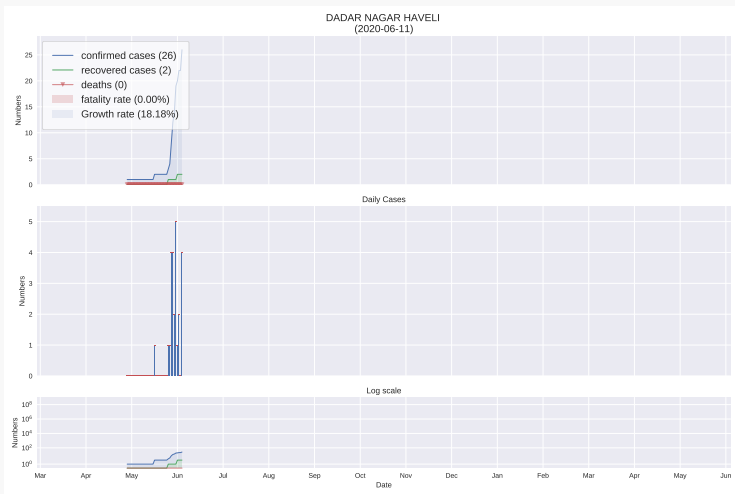 DADAR NAGAR HAVELI
(2020-06-11)
confirmed cases (26)
recovered cases (2)
deaths (0)
fatality rate (0.00%)
Growth rate (18.18%)
Numbers
25
20
15
10
5
0
Daily Cases
Numbers
5
4
3
2
1
0
Log scale
Numbers
10⁸
10⁶
10⁴
10²
10⁰
Mar Apr May Jun Jul Aug Sep Oct Nov Dec Jan Feb Mar Apr May Jun
Date